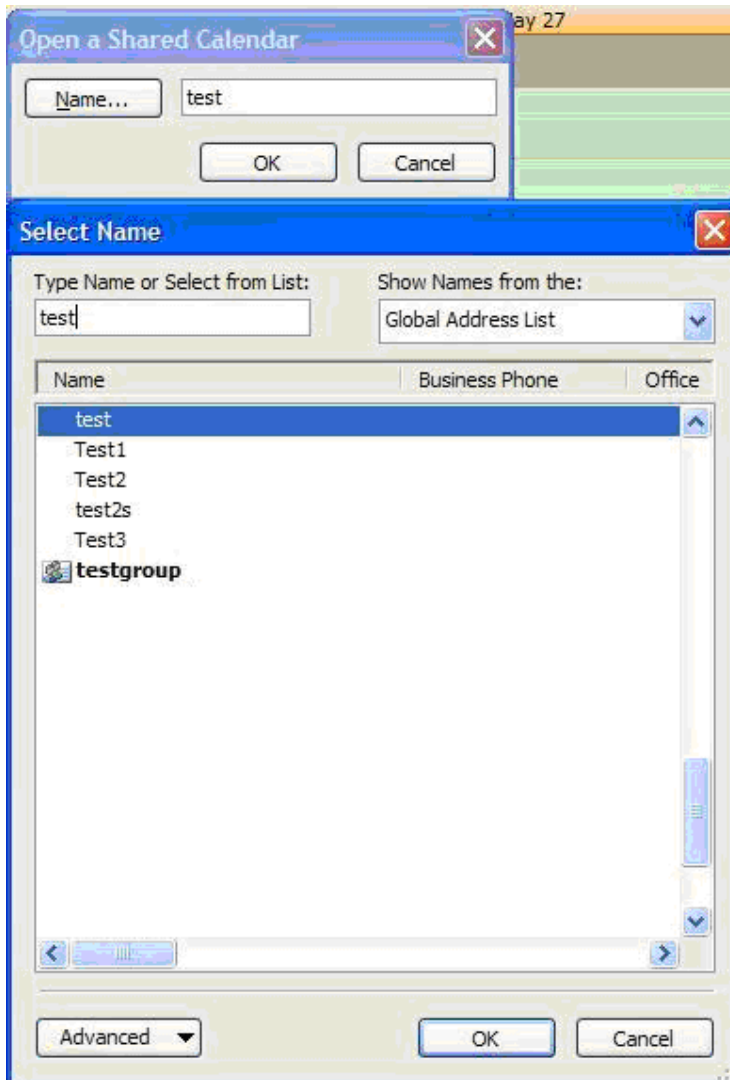 ay 27
Open a Shared Calendar
Name... test
OK Cancel
Select Name
Type Name or Select from List: Show Names from the:
test Global Address List
Name Business Phone Office
test
Test1
Test2
test2s
Test3
testgroup
Advanced OK Cancel